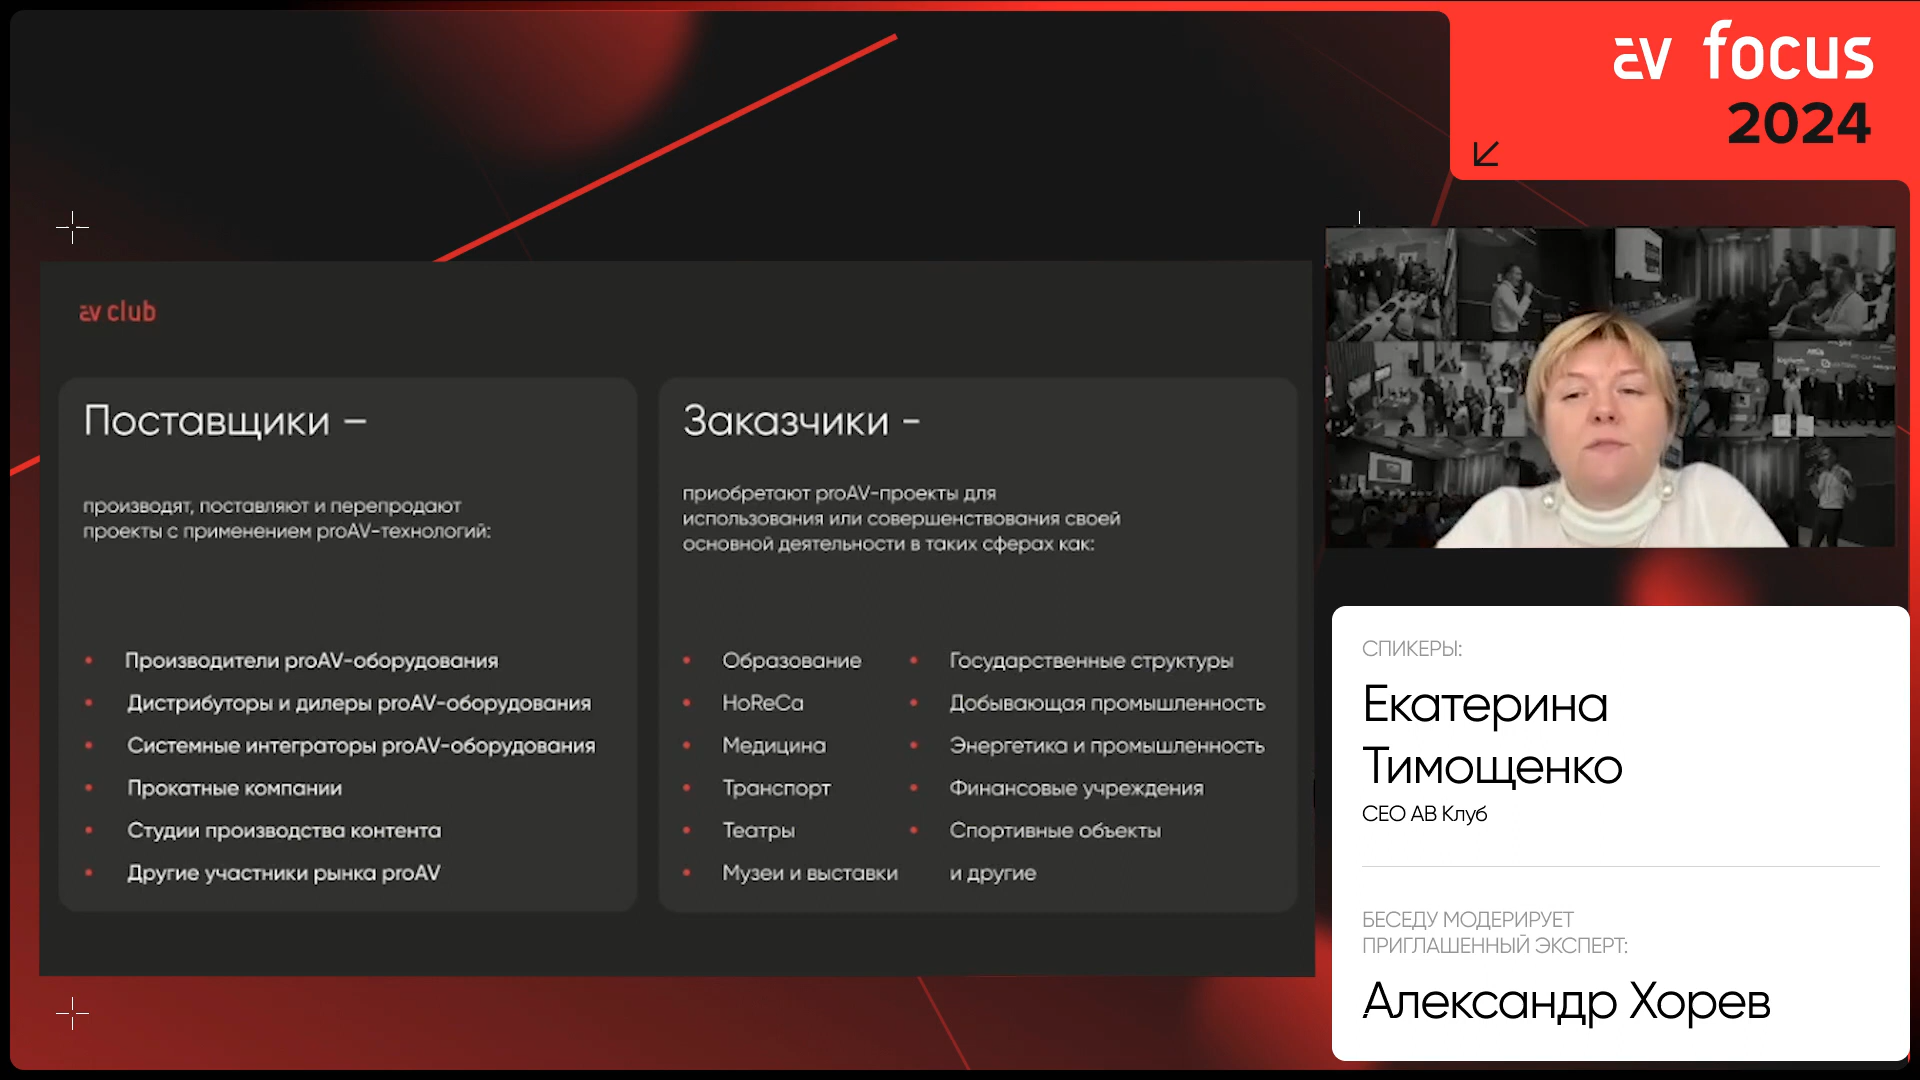 av focus
2024
av club
Поставщики –
производят, поставляют и перепродают
проекты с применением proAV-технологий:
• Производители proAV-оборудования
• Дистрибуторы и дилеры proAV-оборудования
• Системные интеграторы proAV-оборудования
• Прокатные компании
• Студии производства контента
• Другие участники рынка proAV
Заказчики -
приобретают proAV-проекты для
использования или совершенствования своей
основной деятельности в таких сферах как:
• Образование
• HoReCa
• Медицина
• Транспорт
• Театры
• Музеи и выставки
• Государственные структуры
• Добывающая промышленность
• Энергетика и промышленность
• Финансовые учреждения
• Спортивные объекты
и другие
СПИКЕРЫ:
Екатерина
Тимощенко
CEO АВ Клуб
БЕСЕДУ МОДЕРИРУЕТ
ПРИГЛАШЕННЫЙ ЭКСПЕРТ:
Александр Хорев